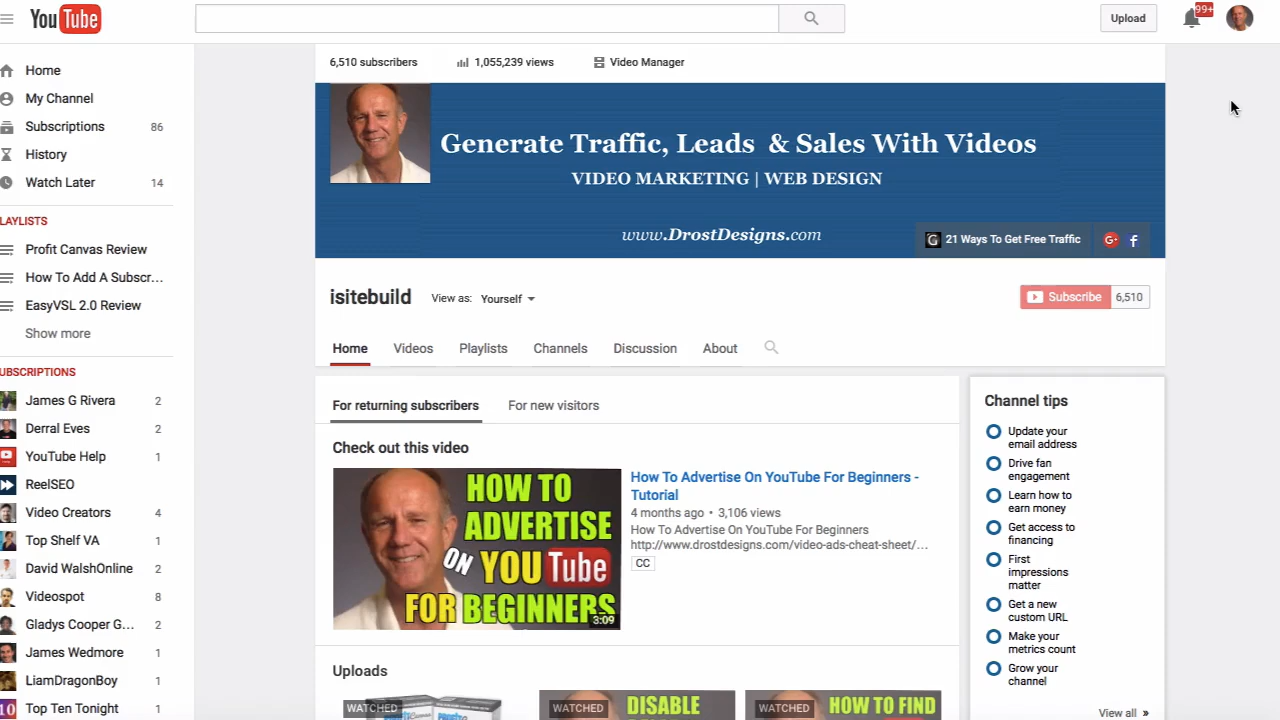 YouTube
Upload
99+
Home
My Channel
Subscriptions 86
History
Watch Later 14
LAYLISTS
Profit Canvas Review
How To Add A Subscr...
EasyVSL 2.0 Review
Show more
UBSCRIPTIONS
James G Rivera 2
Derral Eves 2
YouTube Help 1
ReelSEO
Video Creators 4
Top Shelf VA 1
David WalshOnline 2
Videospot 8
Gladys Cooper G... 2
James Wedmore 1
LiamDragonBoy 1
10 Top Ten Tonight 1
6,510 subscribers 1,055,239 views Video Manager
Generate Traffic, Leads & Sales With Videos
VIDEO MARKETING | WEB DESIGN
www.DrostDesigns.com
21 Ways To Get Free Traffic G+ f
isitebuild View as: Yourself
Subscribe 6,510
Home Videos Playlists Channels Discussion About
For returning subscribers For new visitors
Check out this video
HOW TO
ADVERTISE
ON YOUTube
FOR BEGINNERS
3:09
How To Advertise On YouTube For Beginners -
Tutorial
4 months ago • 3,106 views
How To Advertise On YouTube For Beginners
http://www.drostdesigns.com/video-ads-cheat-sheet/...
CC
Uploads
WATCHED
WATCHED DISABLE
WATCHED HOW TO FIND
Channel tips
Update your
email address
Drive fan
engagement
Learn how to
earn money
Get access to
financing
First
impressions
matter
Get a new
custom URL
Make your
metrics count
Grow your
channel
View all »